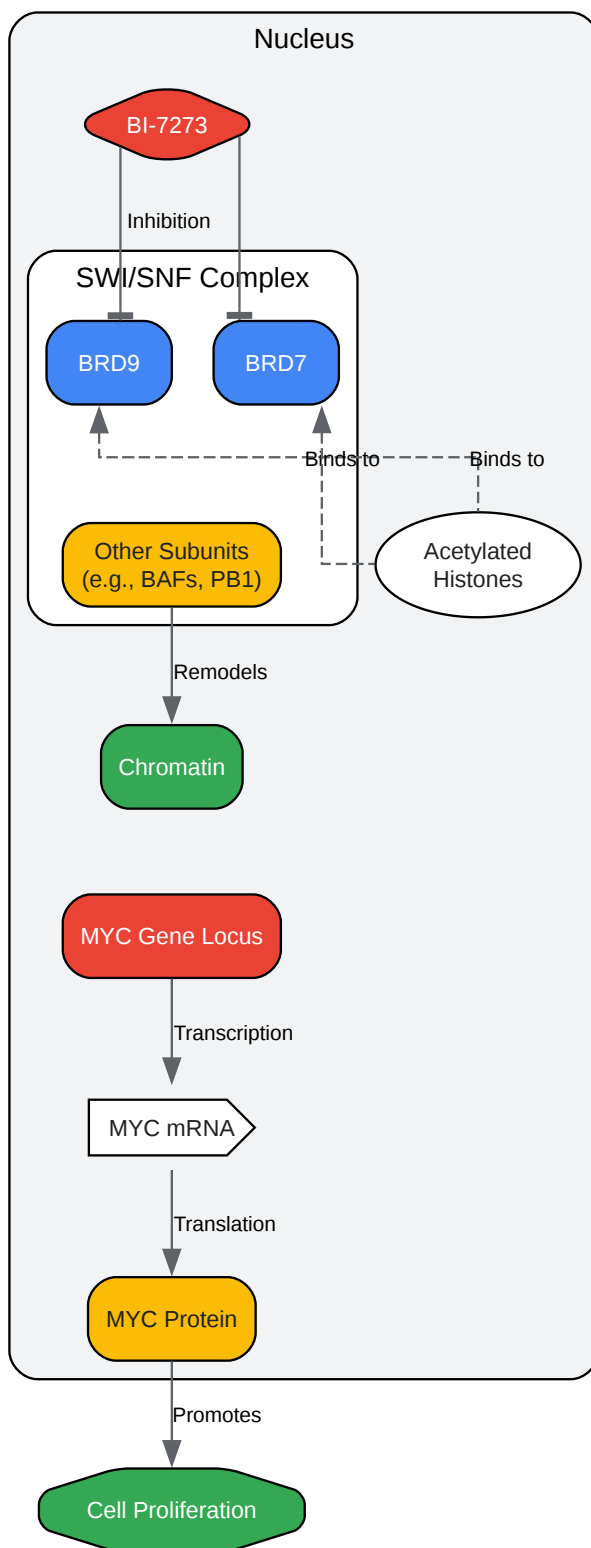 Nucleus
BI-7273
Inhibition
SWI/SNF Complex
BRD9
BRD7
Binds to
Binds to
Other Subunits
(e.g., BAFs, PB1)
Acetylated
Histones
Remodels
Chromatin
MYC Gene Locus
Transcription
MYC mRNA
Translation
MYC Protein
Promotes
Cell Proliferation